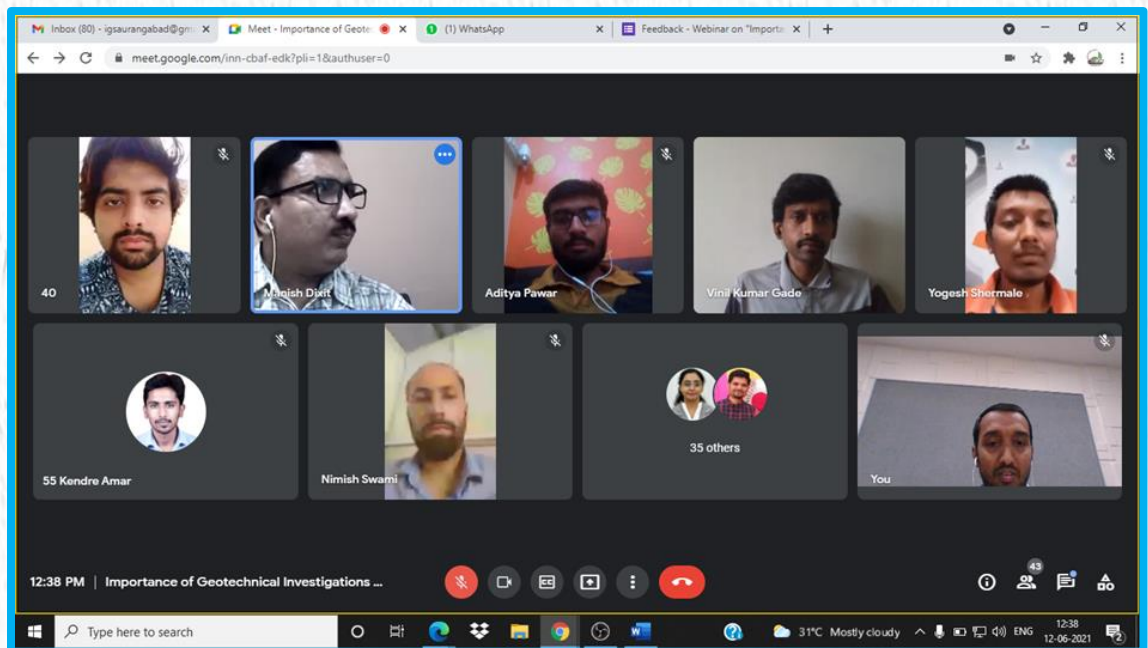 Inbox (80) - igsaurangabad@gm
Meet - Importance of Geote
(1) WhatsApp
Feedback - Webinar on "Importa
meet.google.com/inn-cbaf-edk?pli=1&authuser=0
40
Manish Dixit
Aditya Pawar
Vinil Kumar Gade
Yogesh Shermale
55 Kendre Amar
Nimish Swami
35 others
You
12:38 PM | Importance of Geotechnical Investigations ...
43
Type here to search
31°C Mostly cloudy
ENG
12:38
12-06-2021
2